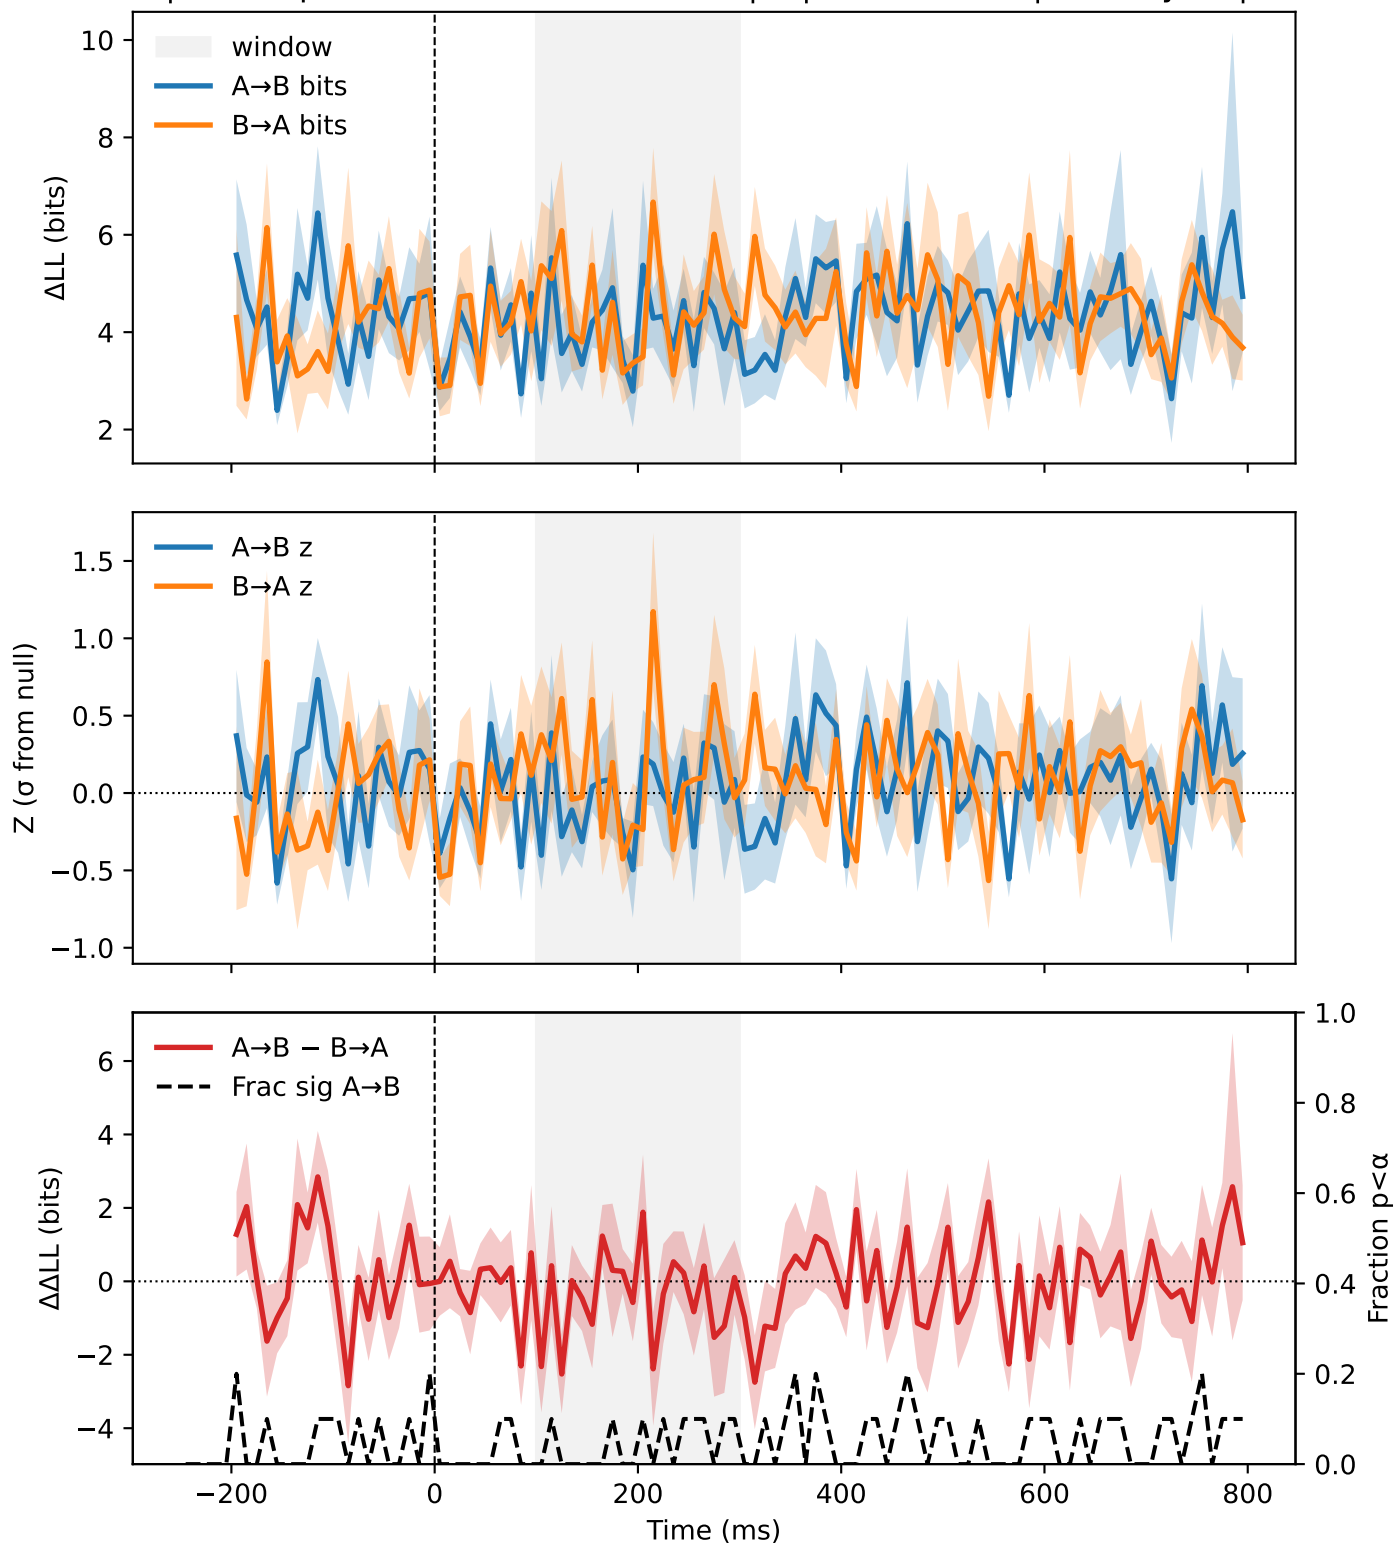 window
A→B bits
B→A bits
ΔLL (bits)
10
8
6
4
2
A→B z
B→A z
Z (σ from null)
1.5
1.0
0.5
0.0
−0.5
−1.0
A→B − B→A
Frac sig A→B
ΔΔLL (bits)
6
4
2
0
−2
−4
1.0
0.8
0.6
0.4
0.2
0.0
Fraction p<α
−200
0
200
400
600
800
Time (ms)